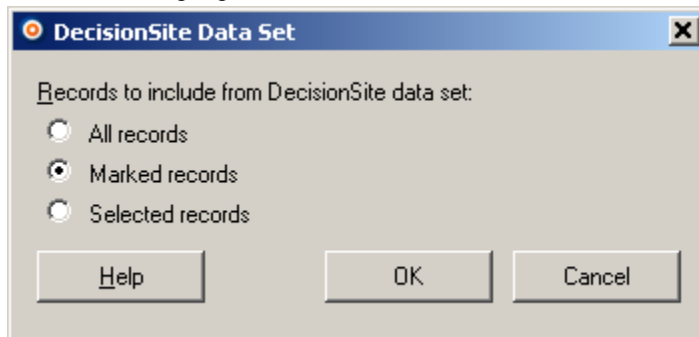 DecisionSite Data Set
Records to include from DecisionSite data set:
All records
Marked records
Selected records
Help OK Cancel